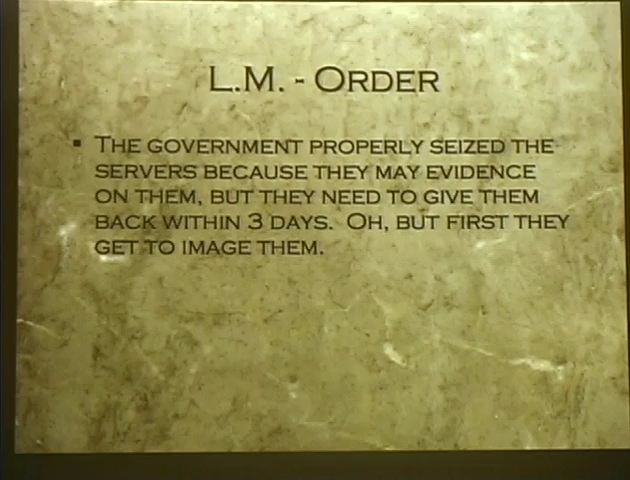 L.M. - ORDER
▪ THE GOVERNMENT PROPERLY SEIZED THE
SERVERS BECAUSE THEY MAY EVIDENCE
ON THEM, BUT THEY NEED TO GIVE THEM
BACK WITHIN 3 DAYS. OH, BUT FIRST THEY
GET TO IMAGE THEM.